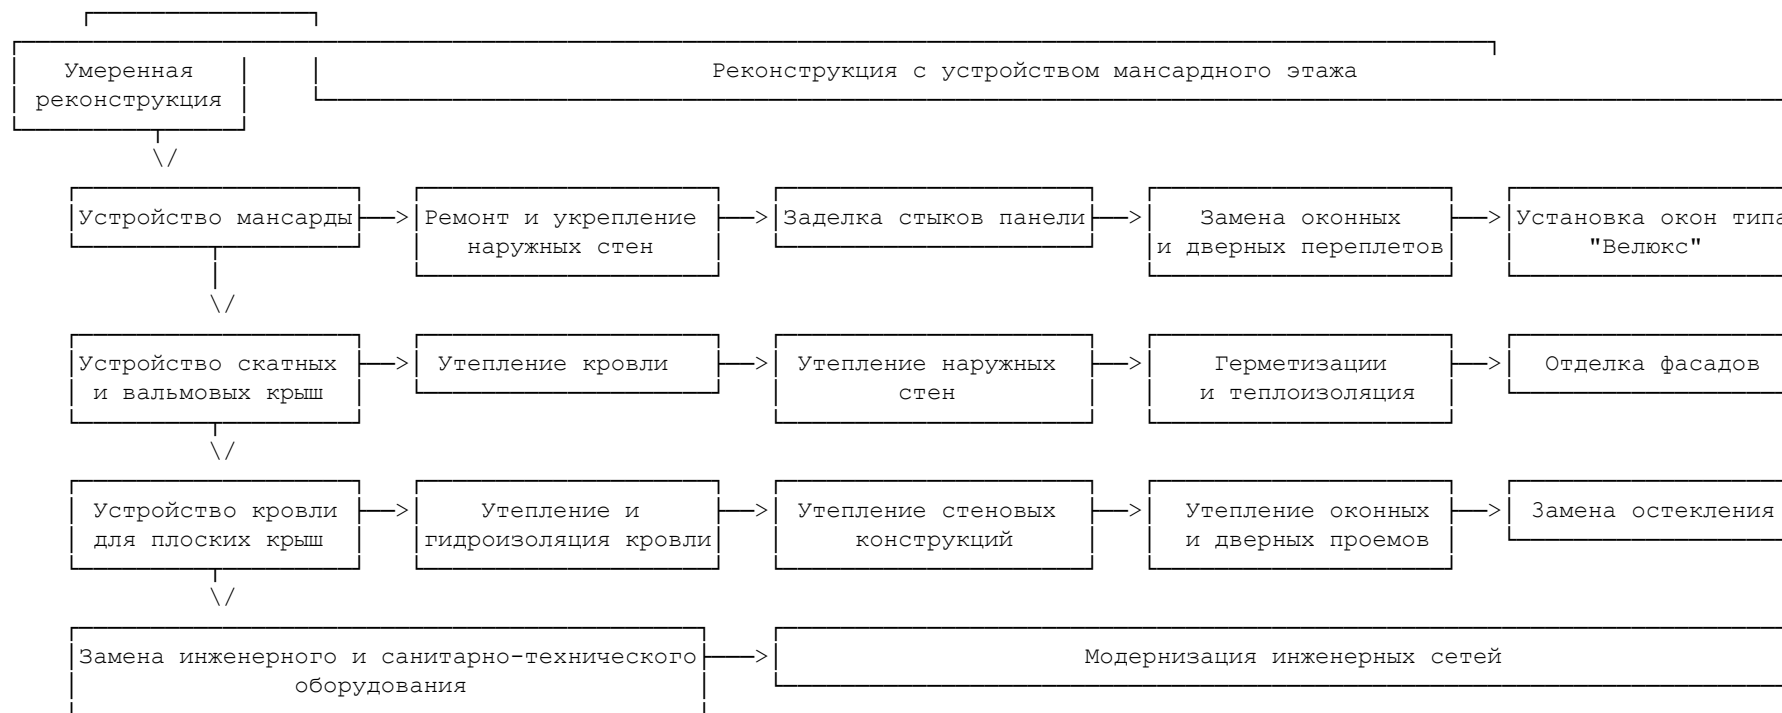 Умеренная
реконструкция
Реконструкция с устройством мансардного этажа
Устройство мансарды
Ремонт и укрепление
наружных стен
Заделка стыков панели
Замена оконных
и дверных переплетов
Установка окон типа
"Велюкс"
Устройство скатных
и вальмовых крыш
Утепление кровли
Утепление наружных
стен
Герметизации
и теплоизоляция
Отделка фасадов
Устройство кровли
для плоских крыш
Утепление и
гидроизоляция кровли
Утепление стеновых
конструкций
Утепление оконных
и дверных проемов
Замена остекления
Замена инженерного и санитарно-технического
оборудования
Модернизация инженерных сетей